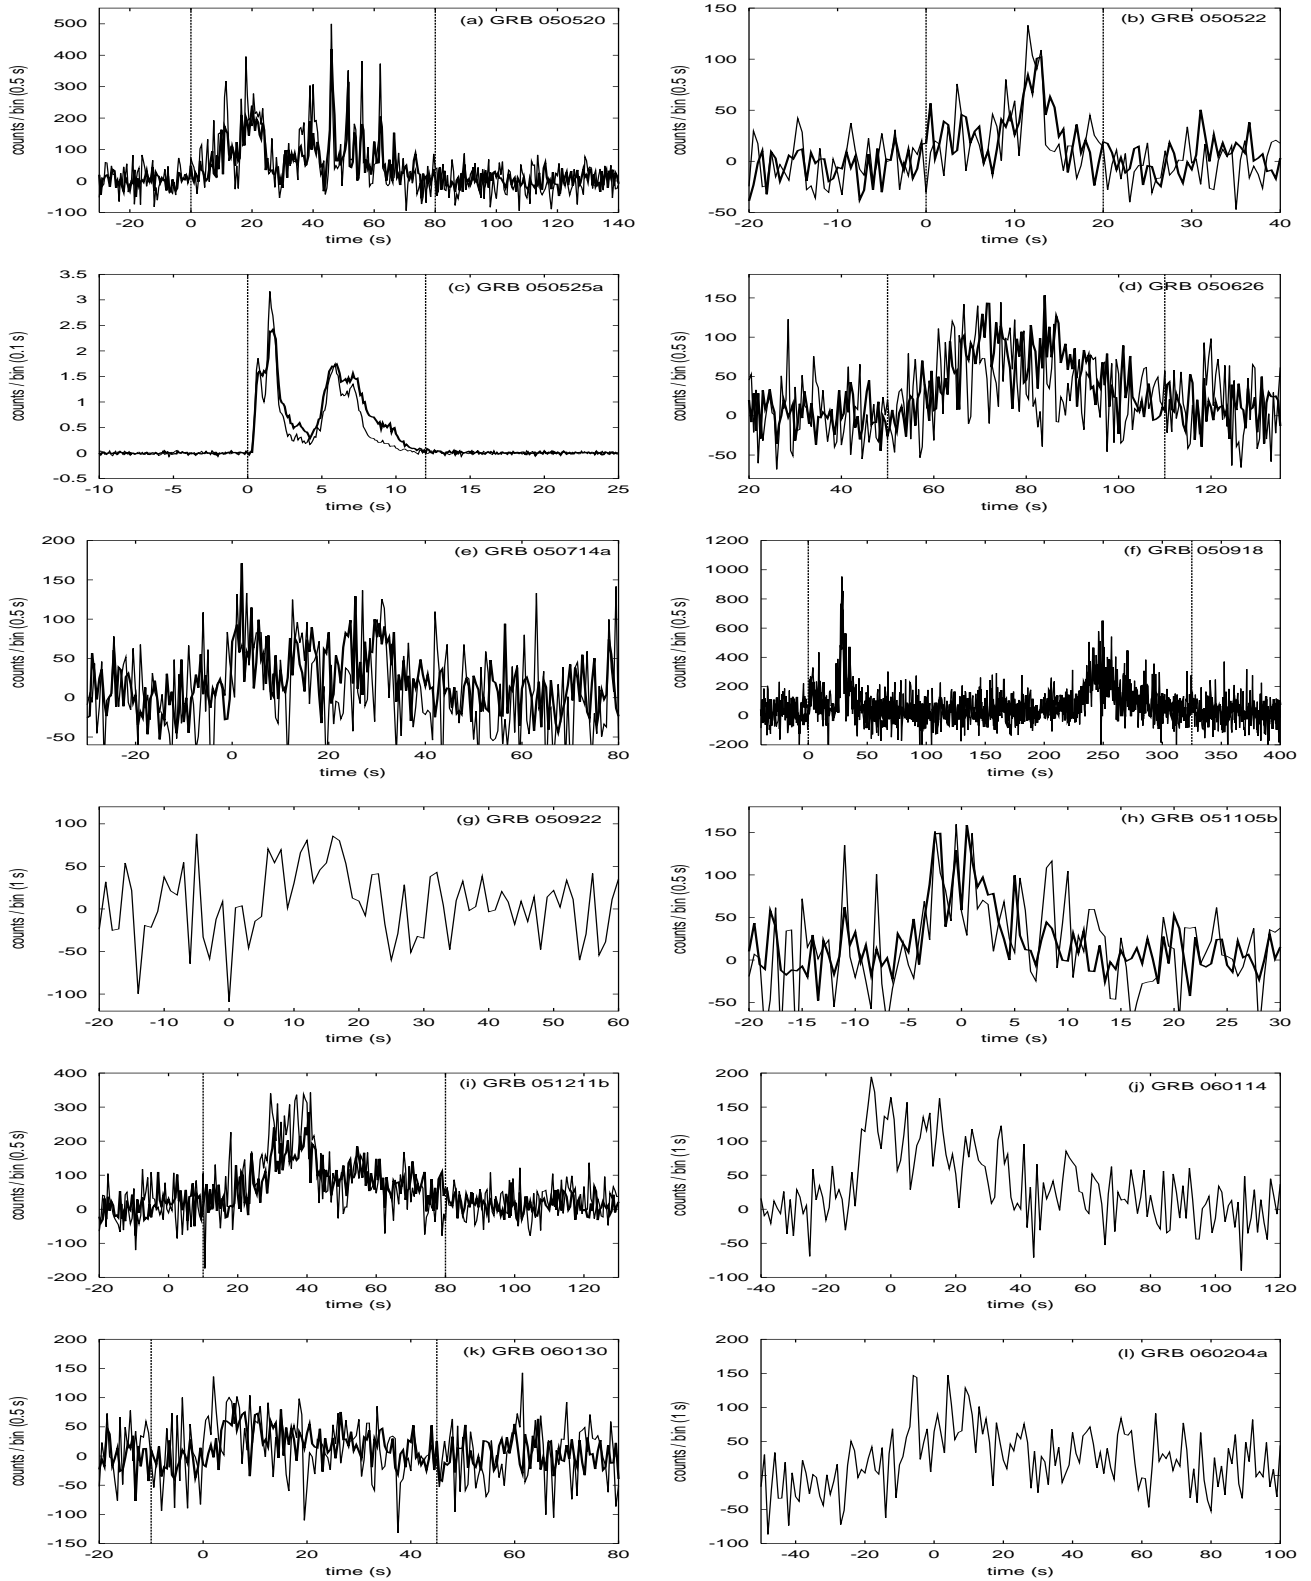 (a) GRB 050520
counts / bin (0.5 s)
500
400
300
200
100
0
-100
-20 0 20 40 60 80 100 120 140
time (s)
(b) GRB 050522
counts / bin (0.5 s)
150
100
50
0
-50
-20 -10 0 10 20 30 40
time (s)
(c) GRB 050525a
counts / bin (0.1 s)
3.5
3
2.5
2
1.5
1
0.5
0
-0.5
-10 -5 0 5 10 15 20 25
time (s)
(d) GRB 050626
counts / bin (0.5 s)
150
100
50
0
-50
20 40 60 80 100 120
time (s)
(e) GRB 050714a
counts / bin (0.5 s)
200
150
100
50
0
-50
-20 0 20 40 60 80
time (s)
(f) GRB 050918
counts / bin (0.5 s)
1200
1000
800
600
400
200
0
-200
0 50 100 150 200 250 300 350 400
time (s)
(g) GRB 050922
counts / bin (1 s)
100
50
0
-50
-100
-20 -10 0 10 20 30 40 50 60
time (s)
(h) GRB 051105b
counts / bin (0.5 s)
150
100
50
0
-50
-20 -15 -10 -5 0 5 10 15 20 25 30
time (s)
(i) GRB 051211b
counts / bin (0.5 s)
400
300
200
100
0
-100
-200
-20 0 20 40 60 80 100 120
time (s)
(j) GRB 060114
counts / bin (1 s)
200
150
100
50
0
-50
-100
-40 -20 0 20 40 60 80 100 120
time (s)
(k) GRB 060130
counts / bin (0.5 s)
200
150
100
50
0
-50
-100
-150
-20 0 20 40 60 80
time (s)
(l) GRB 060204a
counts / bin (1 s)
200
150
100
50
0
-50
-100
-40 -20 0 20 40 60 80 100
time (s)